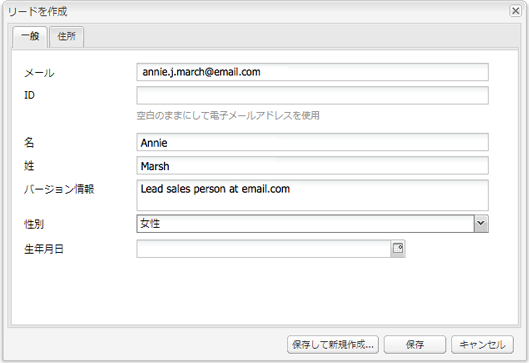 リードを作成
一般 住所
メール annie.j.march@email.com
ID
空白のままにして電子メールアドレスを使用
名 Annie
姓 Marsh
バージョン情報 Lead sales person at email.com
性別 女性
生年月日
保存して新規作成... 保存 キャンセル